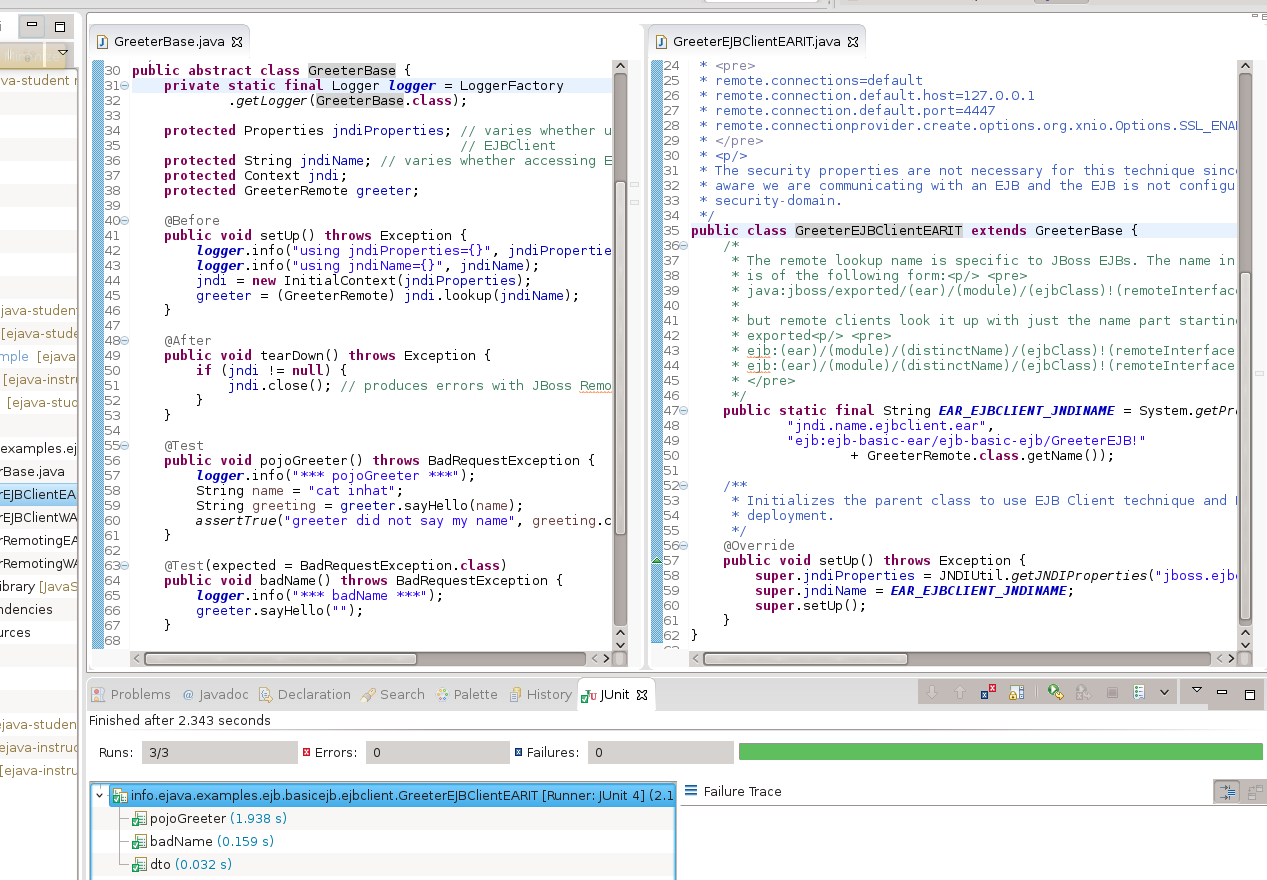 GreeterBase.java
GreeterEJBClientEARIT.java
ava-student
java-student
[ejava-stude
mple [ejava
[ejava-instru
[ejava-stud
examples.ej
rBase.java
rEJBClientEA
rEJBClientWA
rRemotingEA
rRemotingWA
ibrary [JavaS
ndencies
urces
ejava-studen
ejava-instruc
[ejava-instru
30 public abstract class GreeterBase {
31 private static final Logger logger = LoggerFactory
32 .getLogger(GreeterBase.class);
33
34 protected Properties jndiProperties; // varies whether u
35 // EJBClient
36 protected String jndiName; // varies whether accessing E
37 protected Context jndi;
38 protected GreeterRemote greeter;
39
40 @Before
41 public void setUp() throws Exception {
42 logger.info("using jndiProperties={}", jndiPropertie
43 logger.info("using jndiName={}", jndiName);
44 jndi = new InitialContext(jndiProperties);
45 greeter = (GreeterRemote) jndi.lookup(jndiName);
46 }
47
48 @After
49 public void tearDown() throws Exception {
50 if (jndi != null) {
51 jndi.close(); // produces errors with JBoss Remo
52 }
53 }
54
55 @Test
56 public void pojoGreeter() throws BadRequestException {
57 logger.info("*** pojoGreeter ***");
58 String name = "cat inhat";
59 String greeting = greeter.sayHello(name);
60 assertTrue("greeter did not say my name", greeting.c
61 }
62
63 @Test(expected = BadRequestException.class)
64 public void badName() throws BadRequestException {
65 logger.info("*** badName ***");
66 greeter.sayHello("");
67 }
68
24 * <pre>
25 * remote.connections=default
26 * remote.connection.default.host=127.0.0.1
27 * remote.connection.default.port=4447
28 * remote.connectionprovider.create.options.org.xnio.Options.SSL_ENA
29 * </pre>
30 * <p/>
31 * The security properties are not necessary for this technique sinc
32 * aware we are communicating with an EJB and the EJB is not configu
33 * security-domain.
34 */
35 public class GreeterEJBClientEARIT extends GreeterBase {
36 /*
37 * The remote lookup name is specific to JBoss EJBs. The name in
38 * is of the following form:<p/> <pre>
39 * java:jboss/exported/(ear)/(module)/(ejbClass)!(remoteInterfac
40 *
41 * but remote clients look it up with just the name part startin
42 * exported<p/> <pre>
43 * ejb:(ear)/(module)/(distinctName)/(ejbClass)!(remoteInterface
44 * ejb:(ear)/(module)/(distinctName)/(ejbClass)!(remoteInterface
45 * </pre>
46 */
47 public static final String EAR_EJBCLIENT_JNDINAME = System.getPr
48 "jndi.name.ejbclient.ear",
49 "ejb:ejb-basic-ear/ejb-basic-ejb/GreeterEJB!"
50 + GreeterRemote.class.getName());
51
52 /**
53 * Initializes the parent class to use EJB Client technique and
54 * deployment.
55 */
56 @Override
57 public void setUp() throws Exception {
58 super.jndiProperties = JNDIUtil.getJNDIProperties("jboss.ejbc
59 super.jndiName = EAR_EJBCLIENT_JNDINAME;
60 super.setUp();
61 }
62 }
Problems @ Javadoc Declaration Search Palette History JUnit
Finished after 2.343 seconds
Runs: 3/3 Errors: 0 Failures: 0
info.ejava.examples.ejb.basicejb.ejbclient.GreeterEJBClientEARIT [Runner: JUnit 4] (2.1
pojoGreeter (1.938 s)
badName (0.159 s)
dto (0.032 s)
Failure Trace